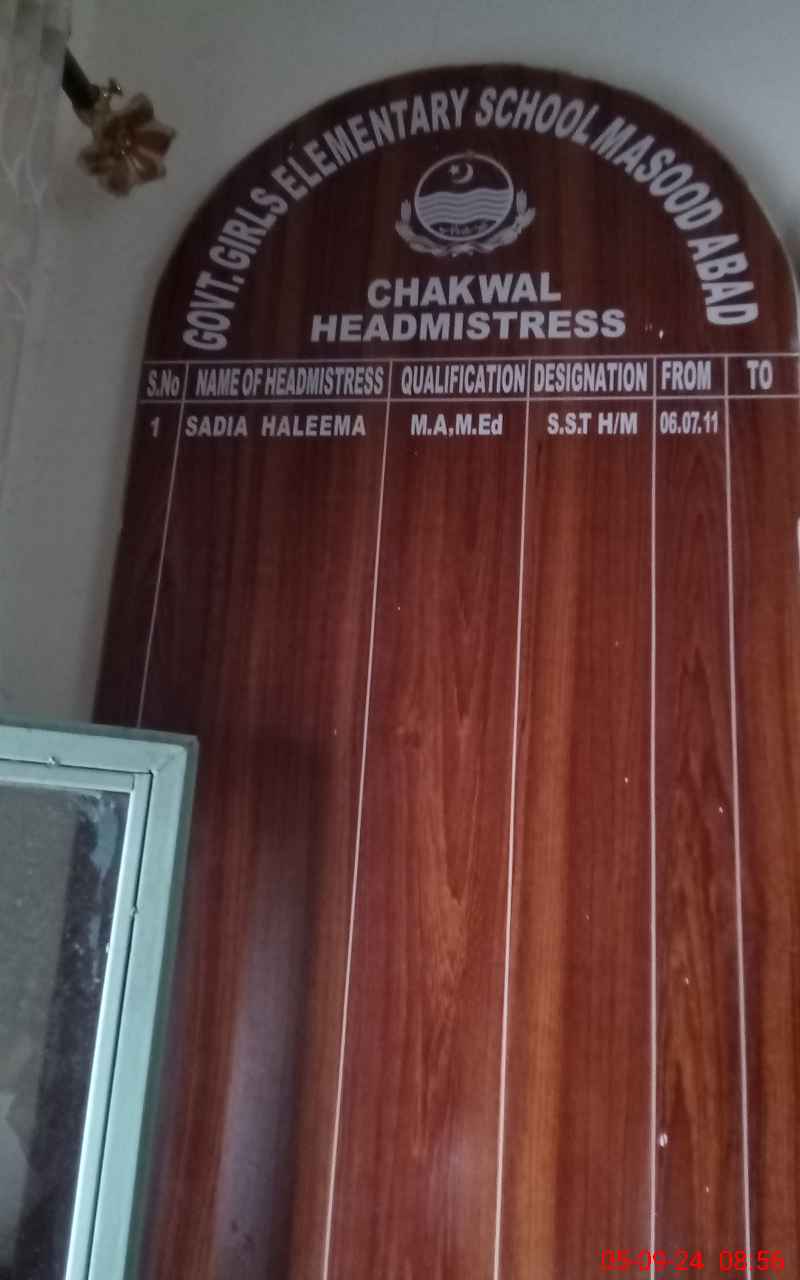 GOVT. GIRLS ELEMENTARY SCHOOL MASOOD ABAD
CHAKWAL
HEADMISTRESS
S.No NAME OF HEADMISTRESS QUALIFICATION DESIGNATION FROM TO
1 SADIA HALEEMA M.A,M.Ed S.S.T H/M 06.07.11
05-09-24 08:56